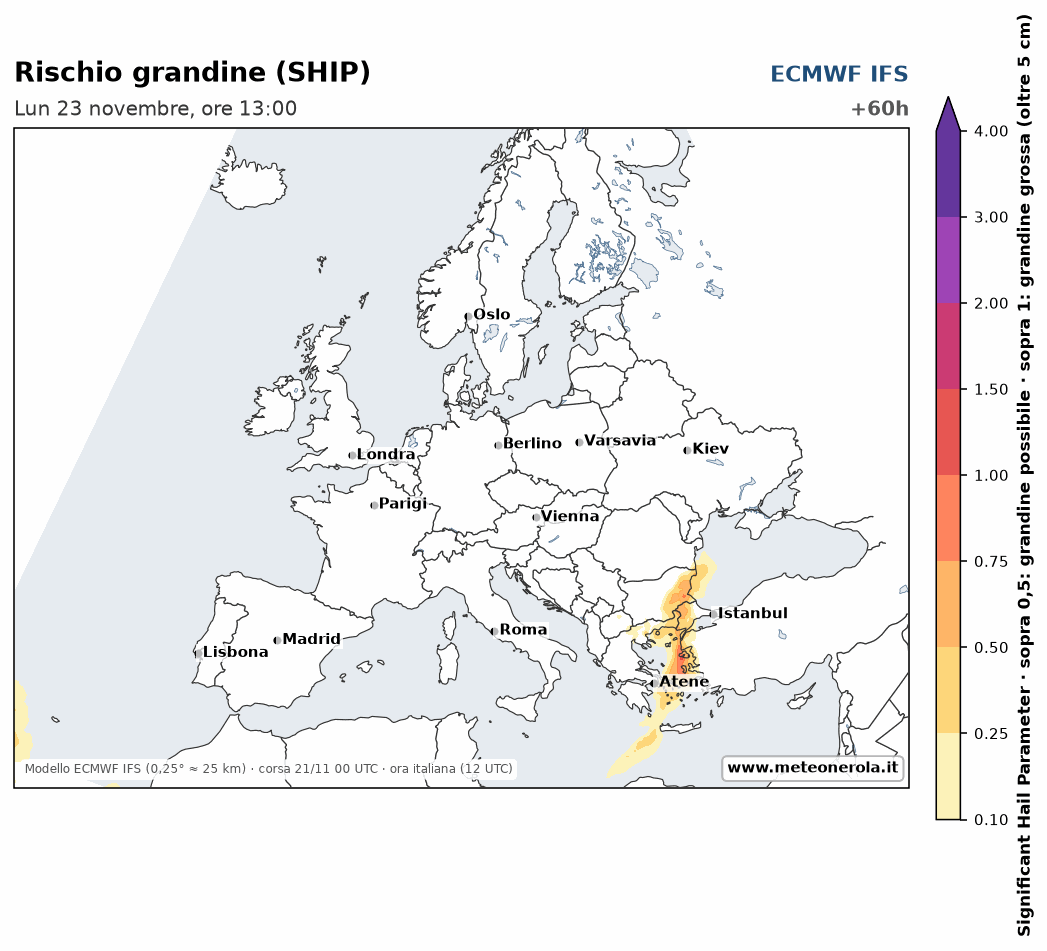 Rischio grandine (SHIP)
ECMWF IFS
Lun 23 novembre, ore 13:00
+60h
Oslo
Berlino
Varsavia
Kiev
Londra
Parigi
Vienna
Istanbul
Roma
Madrid
Lisbona
Atene
Modello ECMWF IFS (0,25° ≈ 25 km) · corsa 21/11 00 UTC · ora italiana (12 UTC)
www.meteonerola.it
4.00
3.00
2.00
1.50
1.00
0.75
0.50
0.25
0.10
Significant Hail Parameter · sopra 0,5: grandine possibile · sopra 1: grandine grossa (oltre 5 cm)